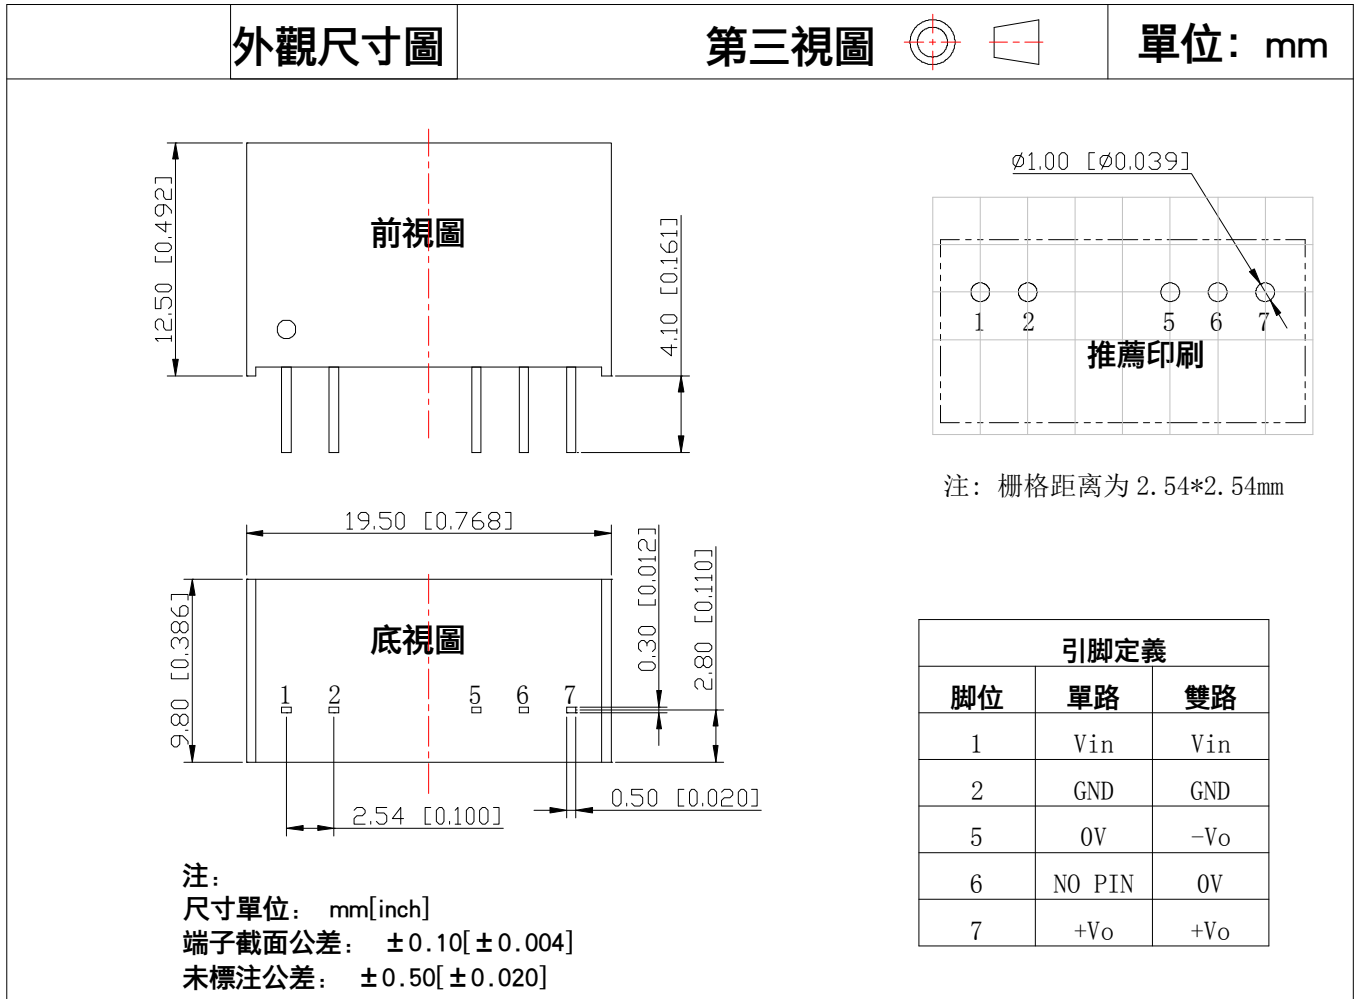 外觀尺寸圖 第三視圖 單位：mm
12.50 [0.492]
前視圖
4.10 [0.161]
Ø1.00 [Ø0.039]
1 2 5 6 7
推薦印刷
注: 栅格距离为2.54*2.54mm
19.50 [0.768]
9.80 [0.386]
底視圖
0.30 [0.012]
2.80 [0.110]
1 2 5 6 7
2.54 [0.100]
0.50 [0.020]
引脚定義
脚位 單路 雙路
1 Vin Vin
2 GND GND
5 0V -Vo
6 NO PIN 0V
7 +Vo +Vo
注：
尺寸單位： mm[inch]
端子截面公差： ±0.10[±0.004]
未標注公差： ±0.50[±0.020]